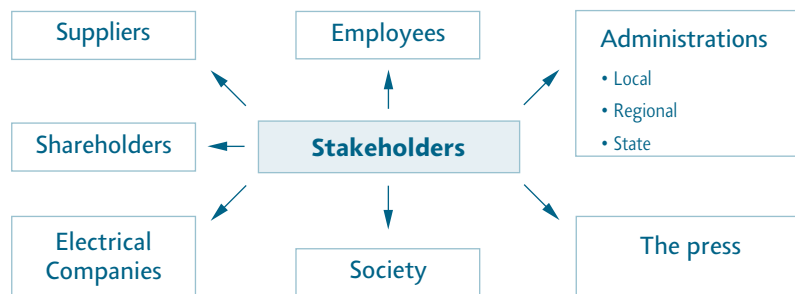 Suppliers
Employees
Administrations
• Local
• Regional
• State
Shareholders
Stakeholders
Electrical
Companies
Society
The press